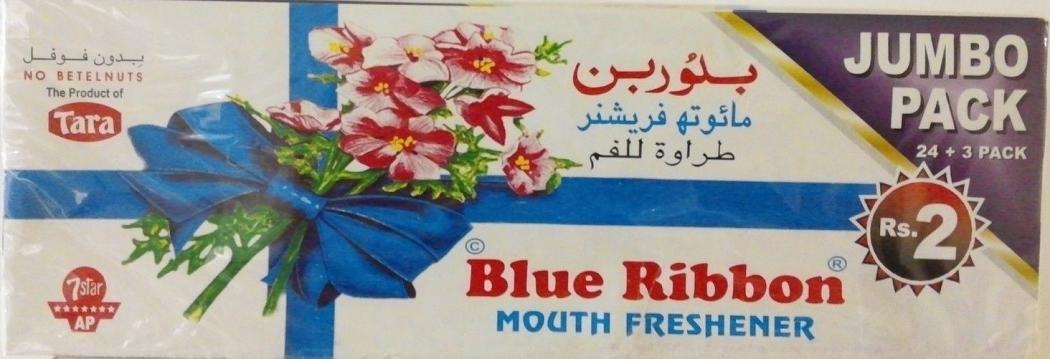 بدون فوفل
NO BETELNUTS
The Product of
Tara
بلوربن
مائوتھ فریشنر
طراوة للفم
JUMBO
PACK
24 + 3 PACK
Rs.2
©
Blue Ribbon®
MOUTH FRESHENER
7star
AP